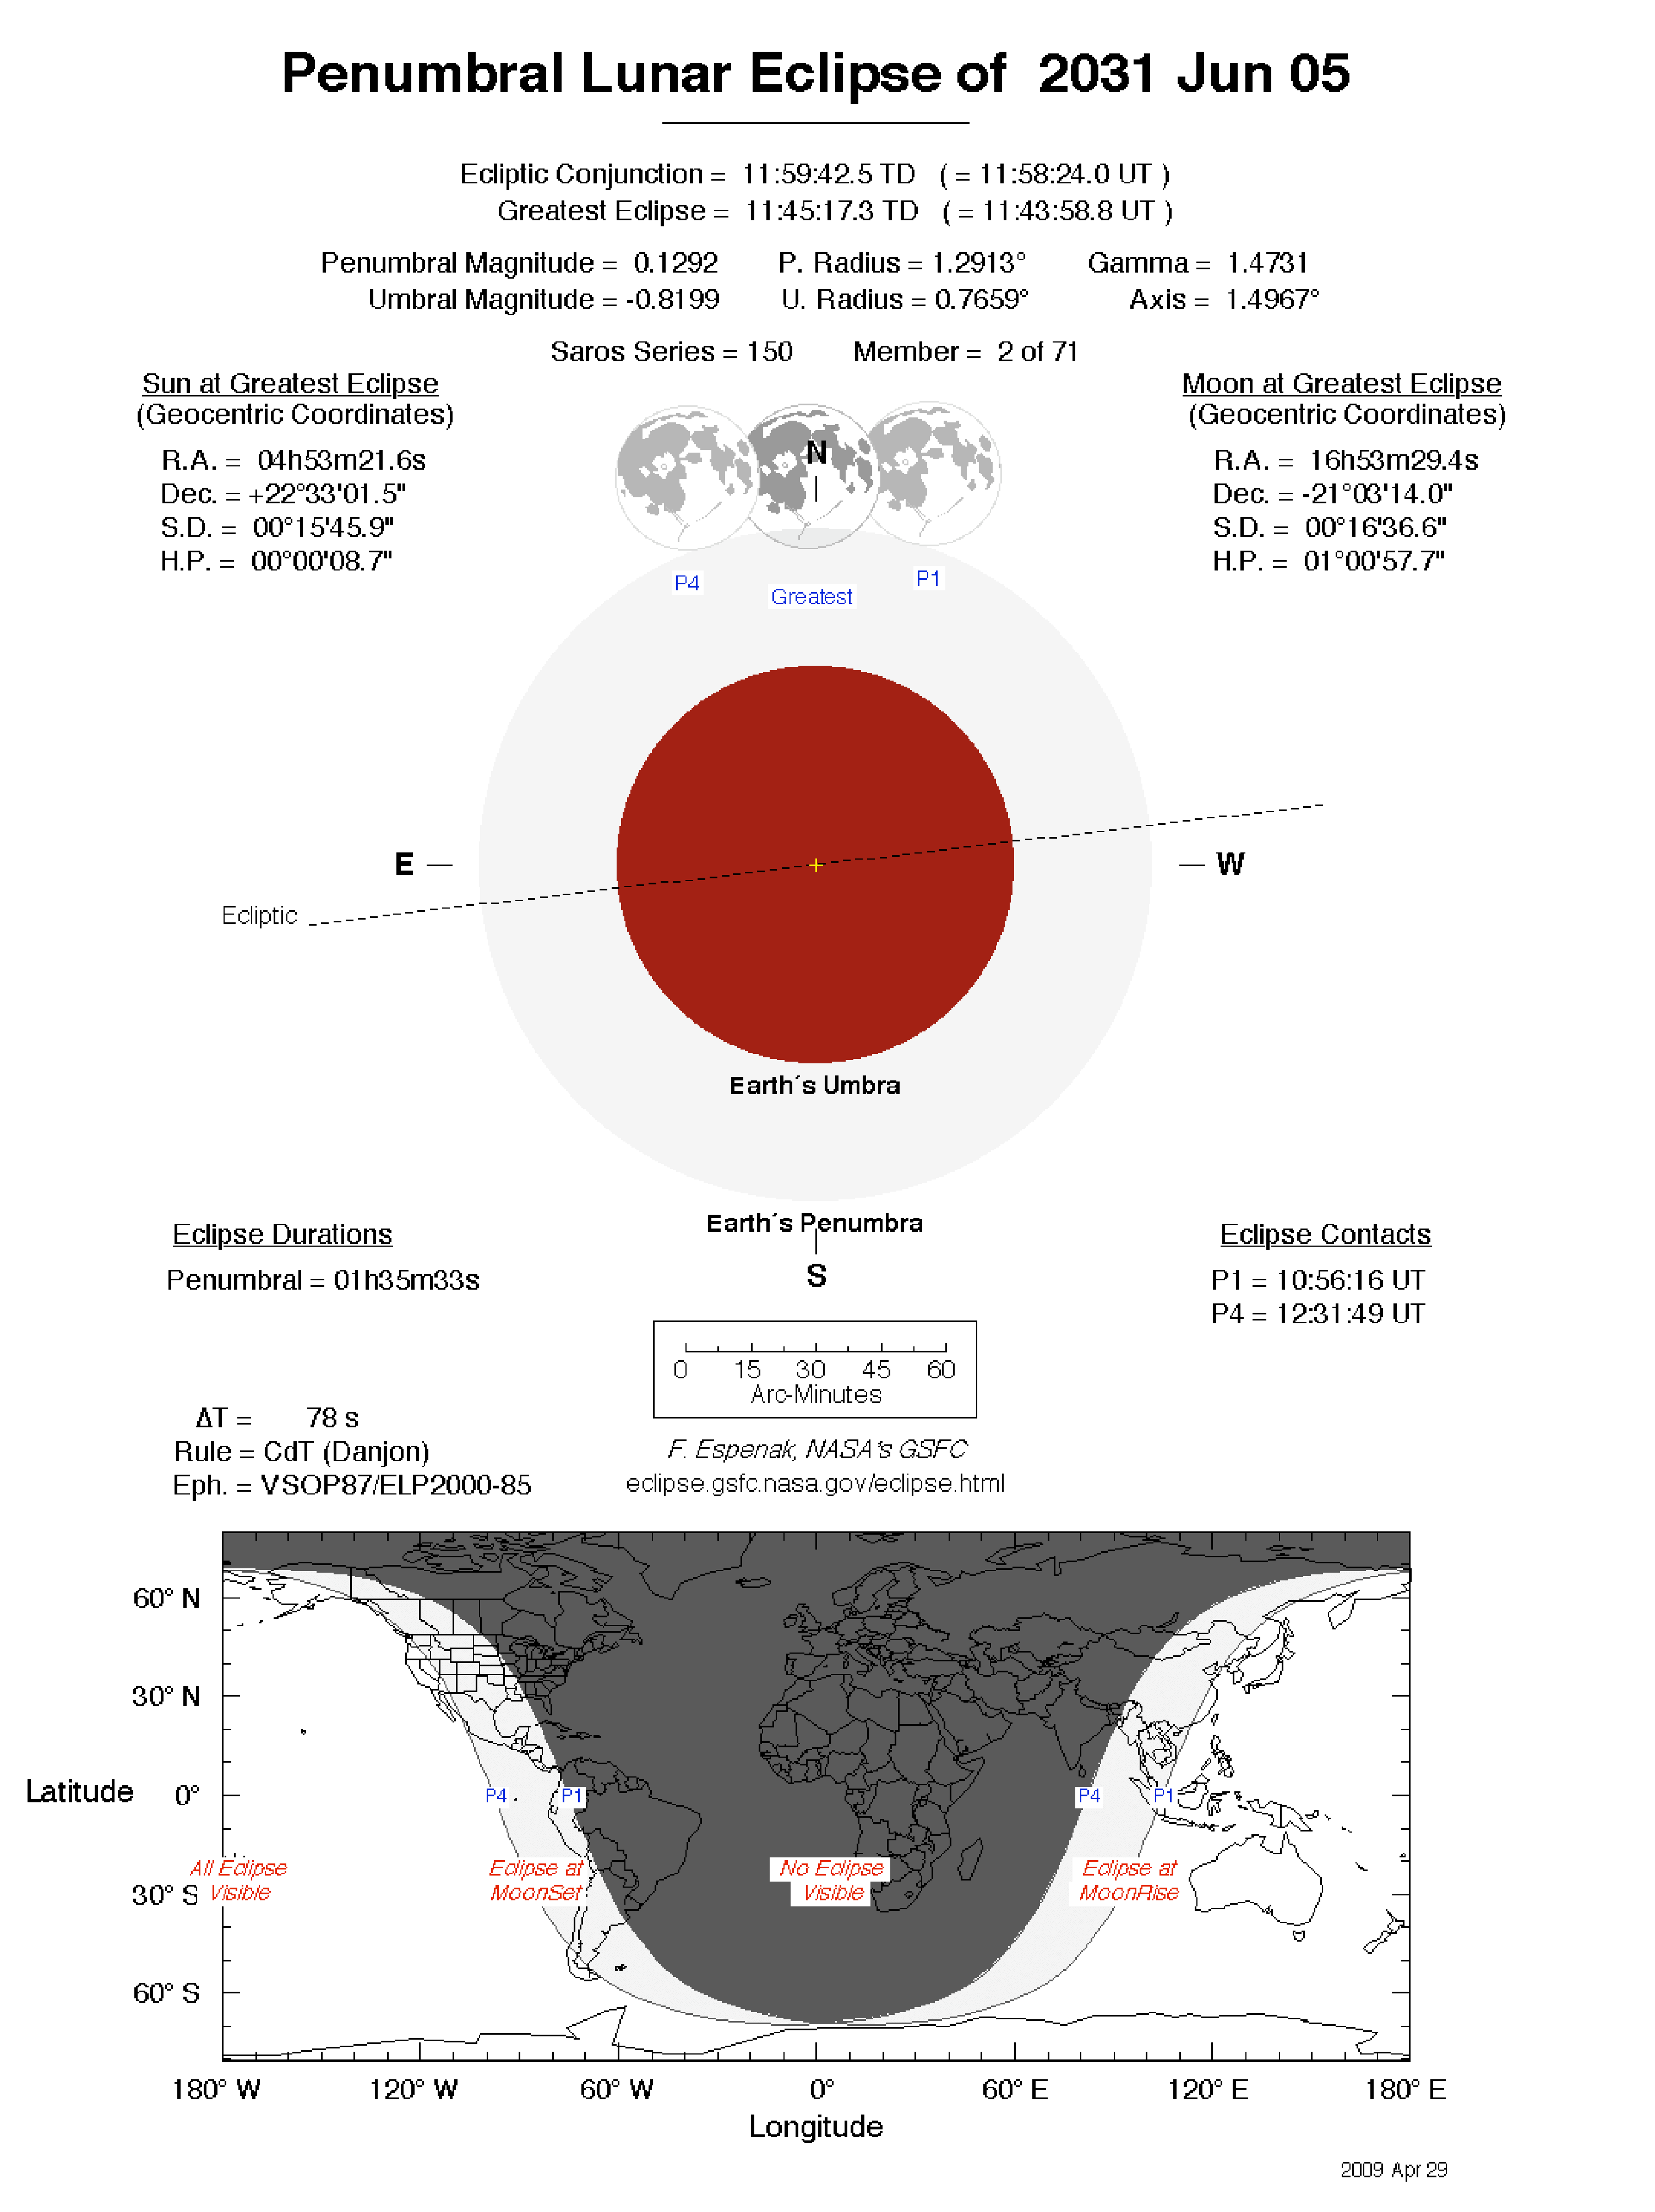 Penumbral Lunar Eclipse of 2031 Jun 05
Ecliptic Conjunction = 11:59:42.5 TD ( = 11:58:24.0 UT )
Greatest Eclipse = 11:45:17.3 TD ( = 11:43:58.8 UT )
Penumbral Magnitude = 0.1292 P. Radius = 1.2913° Gamma = 1.4731
Umbral Magnitude = -0.8199 U. Radius = 0.7659° Axis = 1.4967°
Saros Series = 150 Member = 2 of 71
Sun at Greatest Eclipse
(Geocentric Coordinates)
R.A. = 04h53m21.6s
Dec. = +22°33'01.5"
S.D. = 00°15'45.9"
H.P. = 00°00'08.7"
Moon at Greatest Eclipse
(Geocentric Coordinates)
R.A. = 16h53m29.4s
Dec. = -21°03'14.0"
S.D. = 00°16'36.6"
H.P. = 01°00'57.7"
N
P4
Greatest
P1
E
W
Ecliptic
Earth´s Umbra
Earth´s Penumbra
S
Eclipse Durations
Penumbral = 01h35m33s
Eclipse Contacts
P1 = 10:56:16 UT
P4 = 12:31:49 UT
0 15 30 45 60
Arc-Minutes
ΔT = 78 s
Rule = CdT (Danjon)
Eph. = VSOP87/ELP2000-85
F. Espenak, NASA's GSFC
eclipse.gsfc.nasa.gov/eclipse.html
60° N
30° N
Latitude
0°
30° S
60° S
P4
P1
P4
P1
All Eclipse
Visible
Eclipse at
MoonSet
No Eclipse
Visible
Eclipse at
MoonRise
180° W 120° W 60° W 0° 60° E 120° E 180° E
Longitude
2009 Apr 29